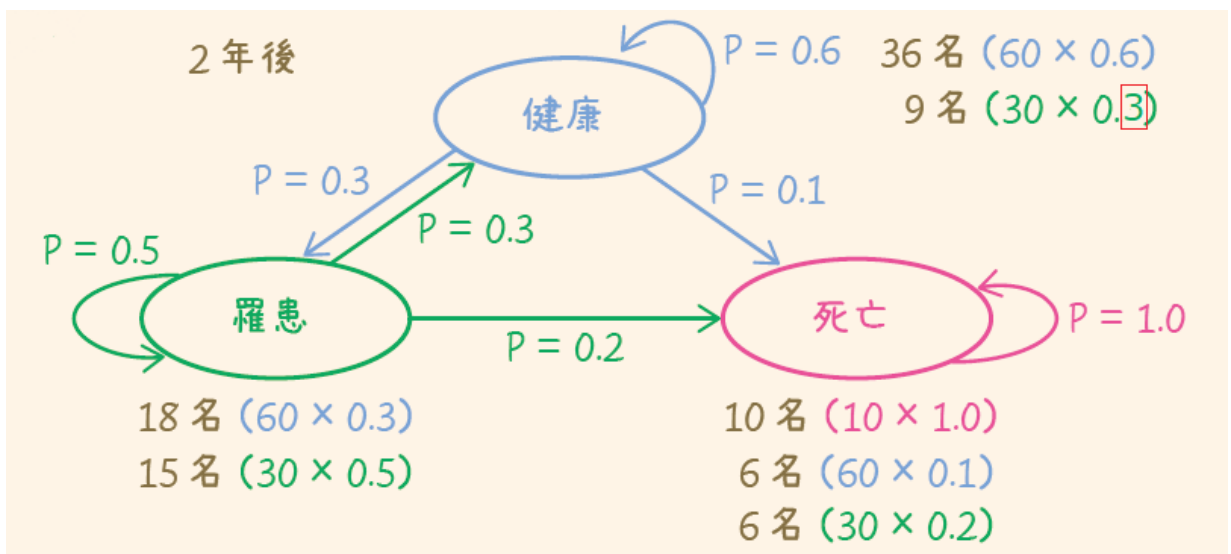 2年後
P = 0.6
36名 (60 × 0.6)
9名 (30 × 0.3)
健康
P = 0.3
P = 0.3
P = 0.1
P = 0.5
罹患
P = 0.2
死亡
P = 1.0
18名 (60 × 0.3)
15名 (30 × 0.5)
10名 (10 × 1.0)
6名 (60 × 0.1)
6名 (30 × 0.2)